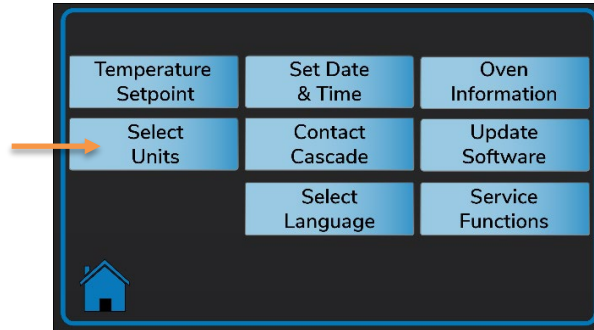 Temperature
Setpoint
Set Date
& Time
Oven
Information
Select
Units
Contact
Cascade
Update
Software
Select
Language
Service
Functions